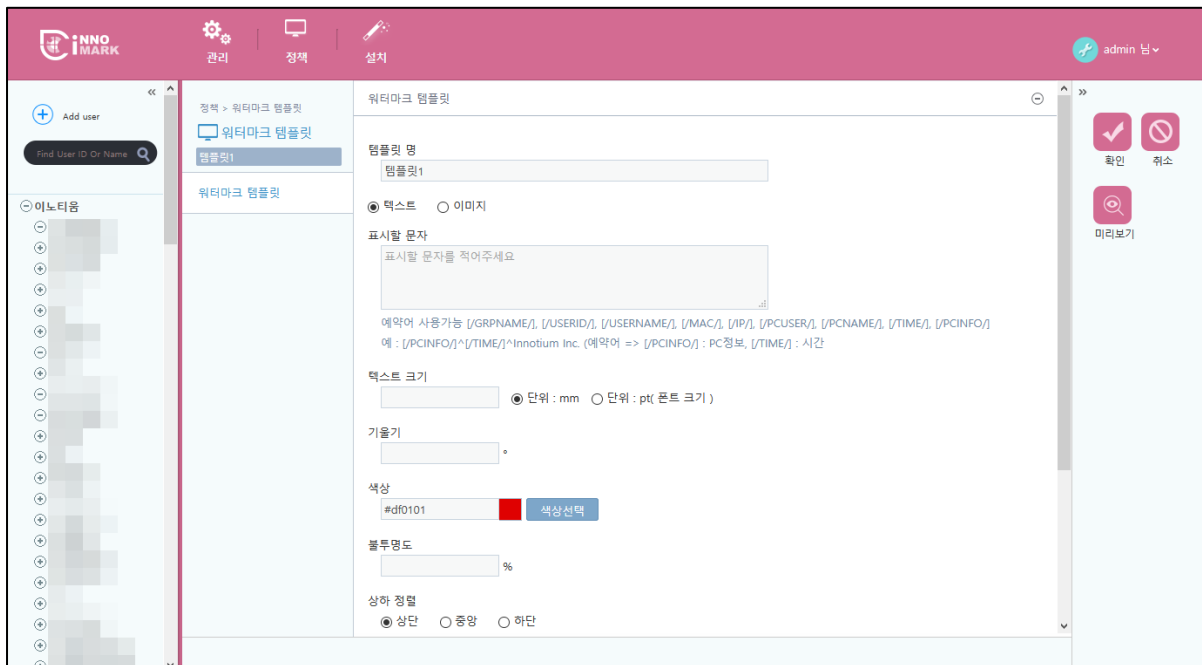 iNNO
MARK
관리
정책
설치
admin 님
«
Add user
Find User ID Or Name
이노티움
정책 > 워터마크 템플릿
워터마크 템플릿
템플릿1
워터마크 템플릿
워터마크 템플릿
템플릿 명
템플릿1
텍스트 이미지
표시할 문자
표시할 문자를 적어주세요
예약어 사용가능 [/GRPNAME/], [/USERID/], [/USERNAME/], [/MAC/], [/IP/], [/PCUSER/], [/PCNAME/], [/TIME/], [/PCINFO/]
예 : [/PCINFO/]^[/TIME/]^Innotium Inc. (예약어 => [/PCINFO/] : PC정보, [/TIME/] : 시간
텍스트 크기
단위 : mm 단위 : pt( 폰트 크기 )
기울기
°
색상
#df0101 색상선택
불투명도
%
상하 정렬
상단 중앙 하단
»
확인 취소
미리보기